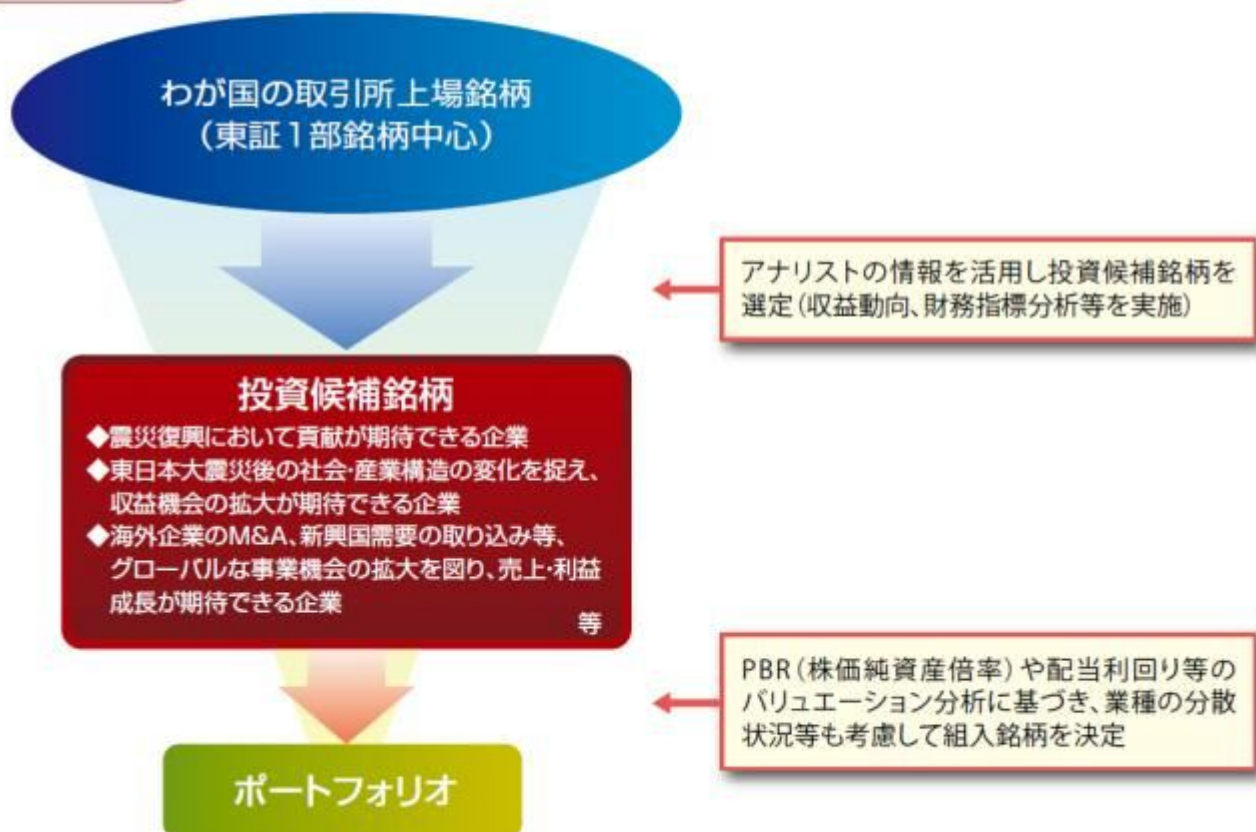 わが国の取引所上場銘柄
（東証1部銘柄中心）
アナリストの情報を活用し投資候補銘柄を
選定（収益動向、財務指標分析等を実施）
投資候補銘柄
◆震災復興において貢献が期待できる企業
◆東日本大震災後の社会・産業構造の変化を捉え、
収益機会の拡大が期待できる企業
◆海外企業のM&A、新興国需要の取り込み等、
グローバルな事業機会の拡大を図り、売上・利益
成長が期待できる企業
等
PBR（株価純資産倍率）や配当利回り等の
バリュエーション分析に基づき、業種の分散
状況等も考慮して組入銘柄を決定
ポートフォリオ